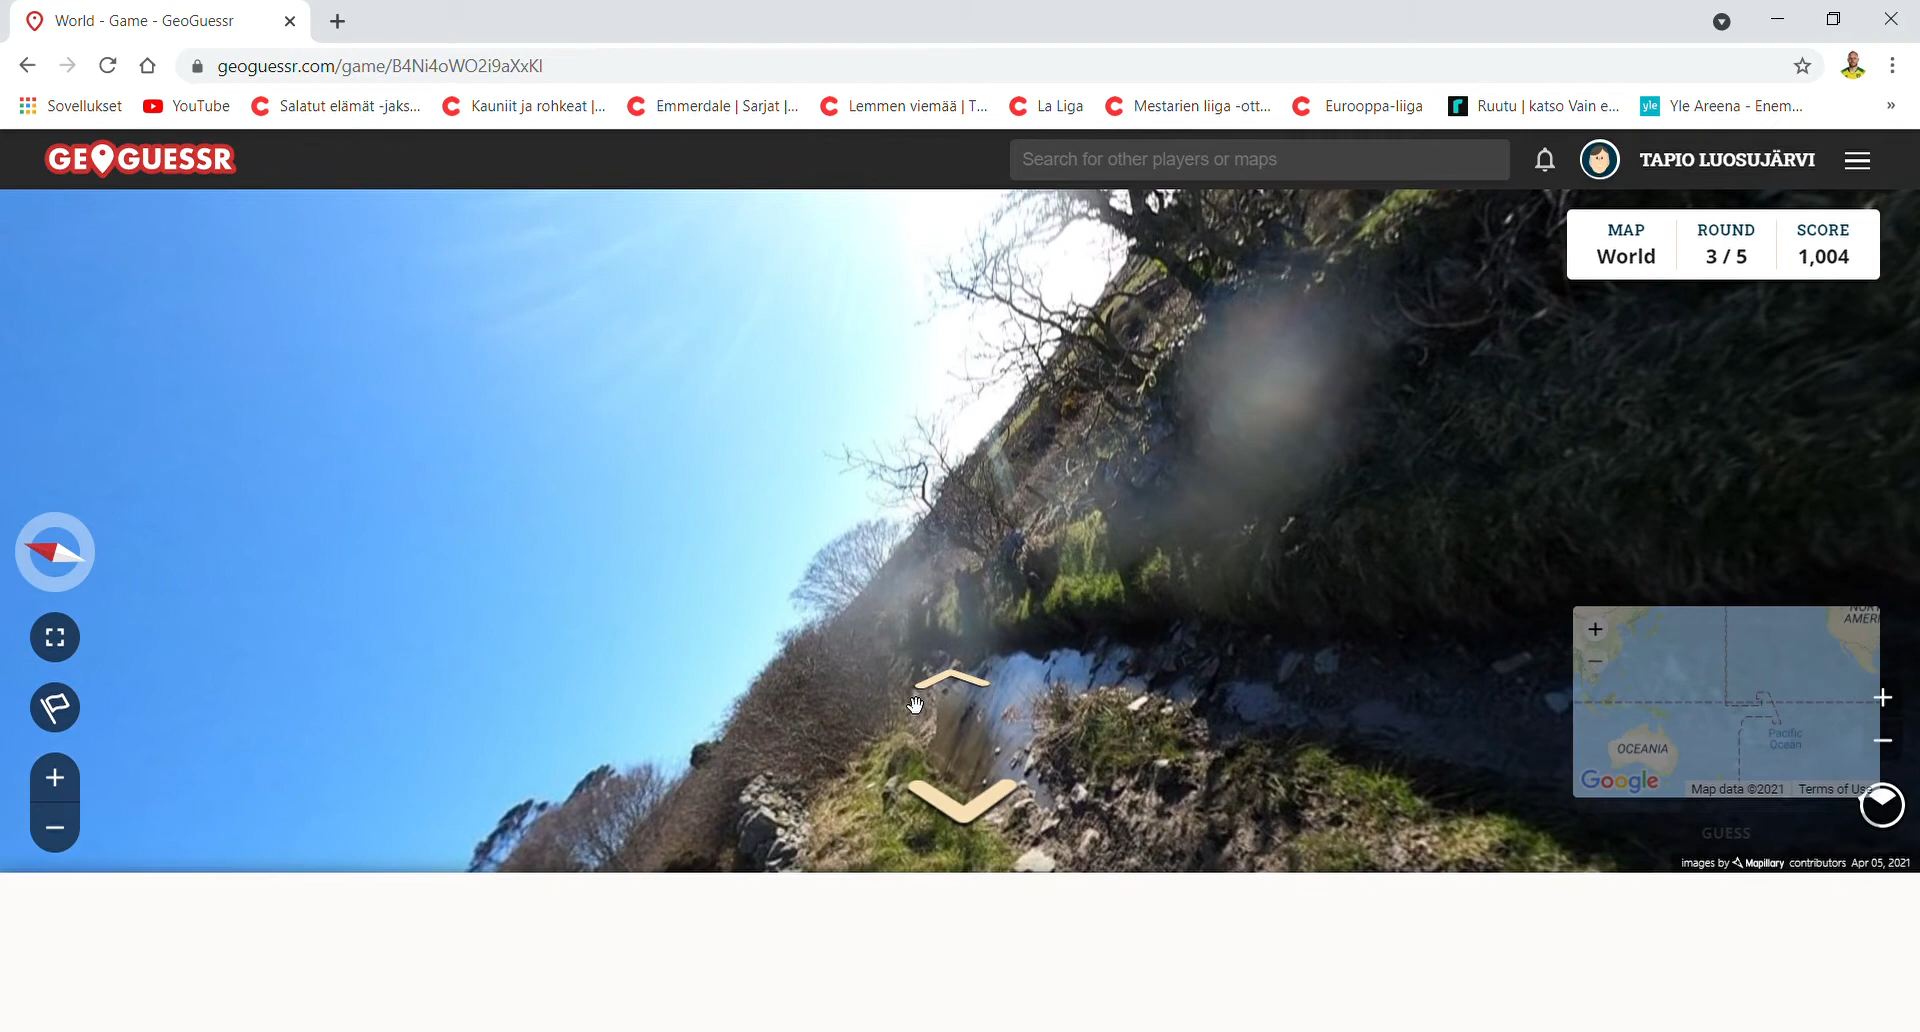 World - Game - GeoGuessr
geoguessr.com/game/B4Ni4oWO2i9aXxKl
Sovellukset YouTube Salatut elämät -jaks... Kauniit ja rohkeat |... Emmerdale | Sarjat |... Lemmen viemää | T... La Liga Mestarien liiga -ott... Eurooppa-liiga Ruutu | katso Vain e... yle Yle Areena - Enem... »
GEOGUESSR Search for other players or maps TAPIO LUOSUJÄRVI
MAP ROUND SCORE
World 3 / 5 1,004
AMERI
OCEANIA
Pacific
Ocean
Google Map data ©2021 Terms of Use
GUESS
images by Mapillary contributors Apr 05, 2021